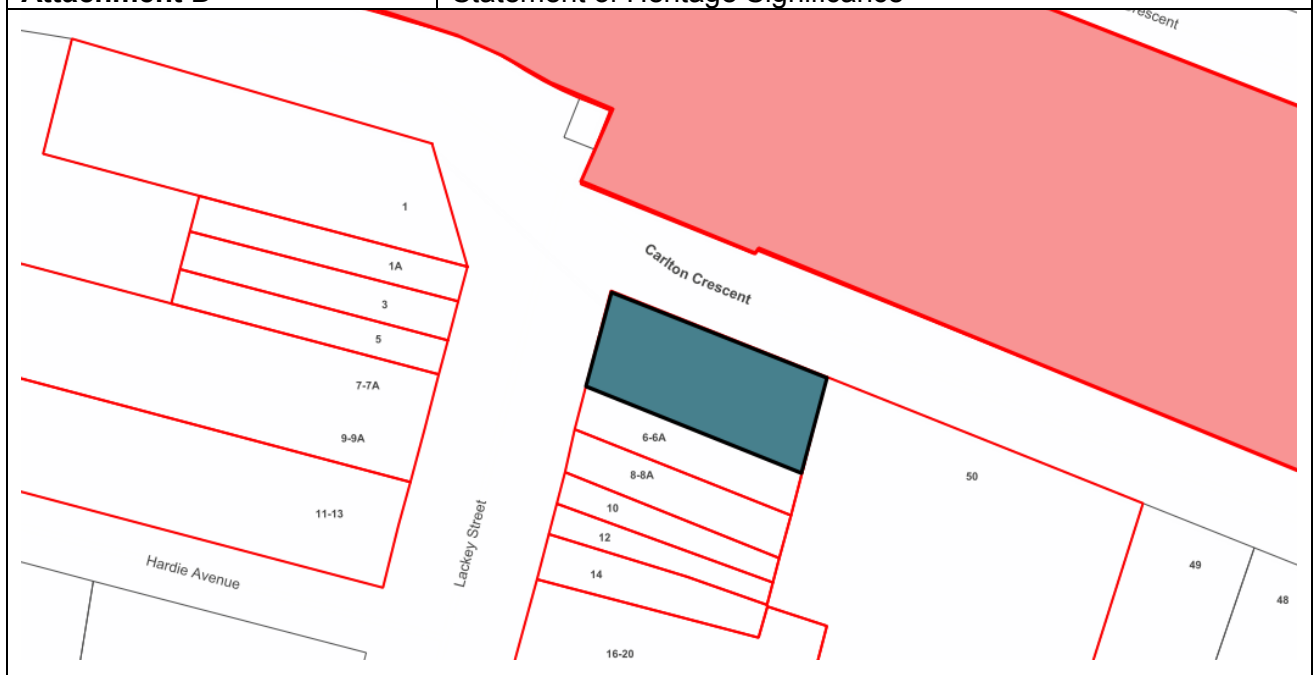 Statement of Heritage Significance
Crescent
1
1A
Carlton Crescent
3
5
7-7A
6-6A
9-9A
8-8A
50
10
11-13
Lackey Street
12
49
Hardie Avenue
14
48
16-20